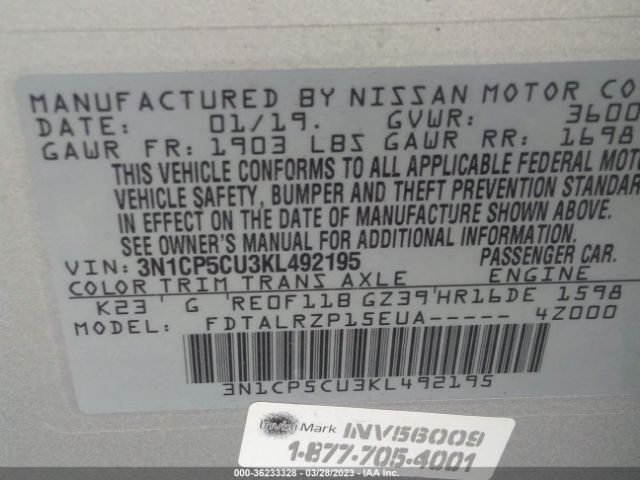 MANUFACTURED BY NISSAN MOTOR CO
DATE: 01/19. GVWR: 3600
GAWR FR: 1903 LBS GAWR RR: 1698
THIS VEHICLE CONFORMS TO ALL APPLICABLE FEDERAL MOT
VEHICLE SAFETY, BUMPER AND THEFT PREVENTION STANDAR
IN EFFECT ON THE DATE OF MANUFACTURE SHOWN ABOVE.
SEE OWNER'S MANUAL FOR ADDITIONAL INFORMATION.
VIN: 3N1CP5CU3KL492195 PASSENGER CAR.
COLOR TRIM TRANS AXLE ENGINE
K23 G RE0F11B GZ39 HR16DE 1598
MODEL: FDTALRZP15EUA----- 4Z000
3N1CP5CU3KL492195
InvisiMark INV56009
1-877-705-4001
000-36233328 | 03/28/2023 | IAA Inc.